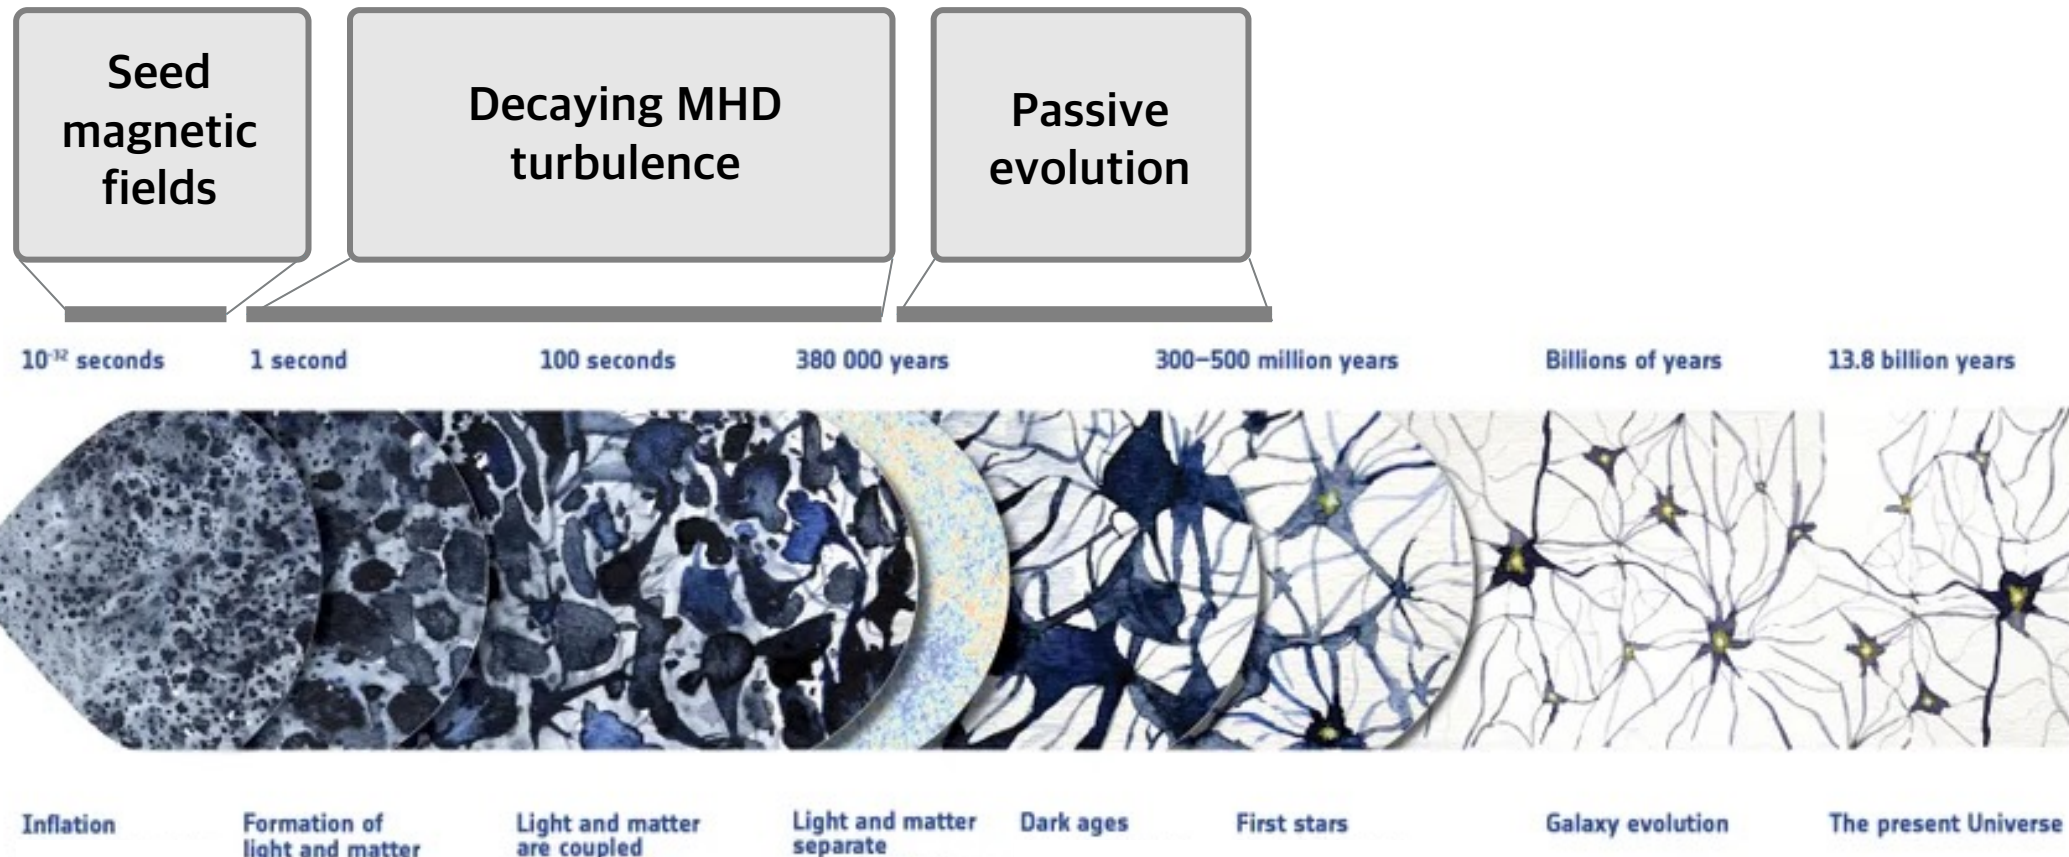 Seed
magnetic
fields
Decaying MHD
turbulence
Passive
evolution
10⁻³² seconds
1 second
100 seconds
380 000 years
300–500 million years
Billions of years
13.8 billion years
Inflation
Formation of
light and matter
Light and matter
are coupled
Light and matter
separate
Dark ages
First stars
Galaxy evolution
The present Universe